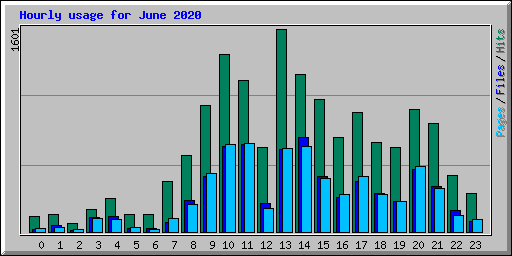 Hourly usage for June 2020
1601
Pages / Files / Hits
0 1 2 3 4 5 6 7 8 9 10 11 12 13 14 15 16 17 18 19 20 21 22 23